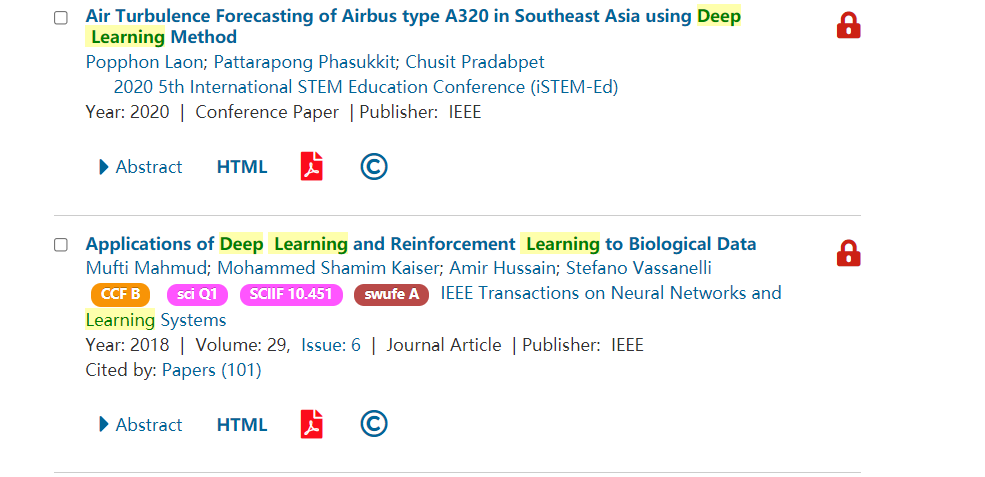 Air Turbulence Forecasting of Airbus type A320 in Southeast Asia using Deep
Learning Method
Popphon Laon; Pattarapong Phasukkit; Chusit Pradabpet
2020 5th International STEM Education Conference (iSTEM-Ed)
Year: 2020 | Conference Paper | Publisher: IEEE
Abstract HTML ©
Applications of Deep Learning and Reinforcement Learning to Biological Data
Mufti Mahmud; Mohammed Shamim Kaiser; Amir Hussain; Stefano Vassanelli
CCF B sci Q1 SCIIF 10.451 swufe A IEEE Transactions on Neural Networks and
Learning Systems
Year: 2018 | Volume: 29, Issue: 6 | Journal Article | Publisher: IEEE
Cited by: Papers (101)
Abstract HTML ©